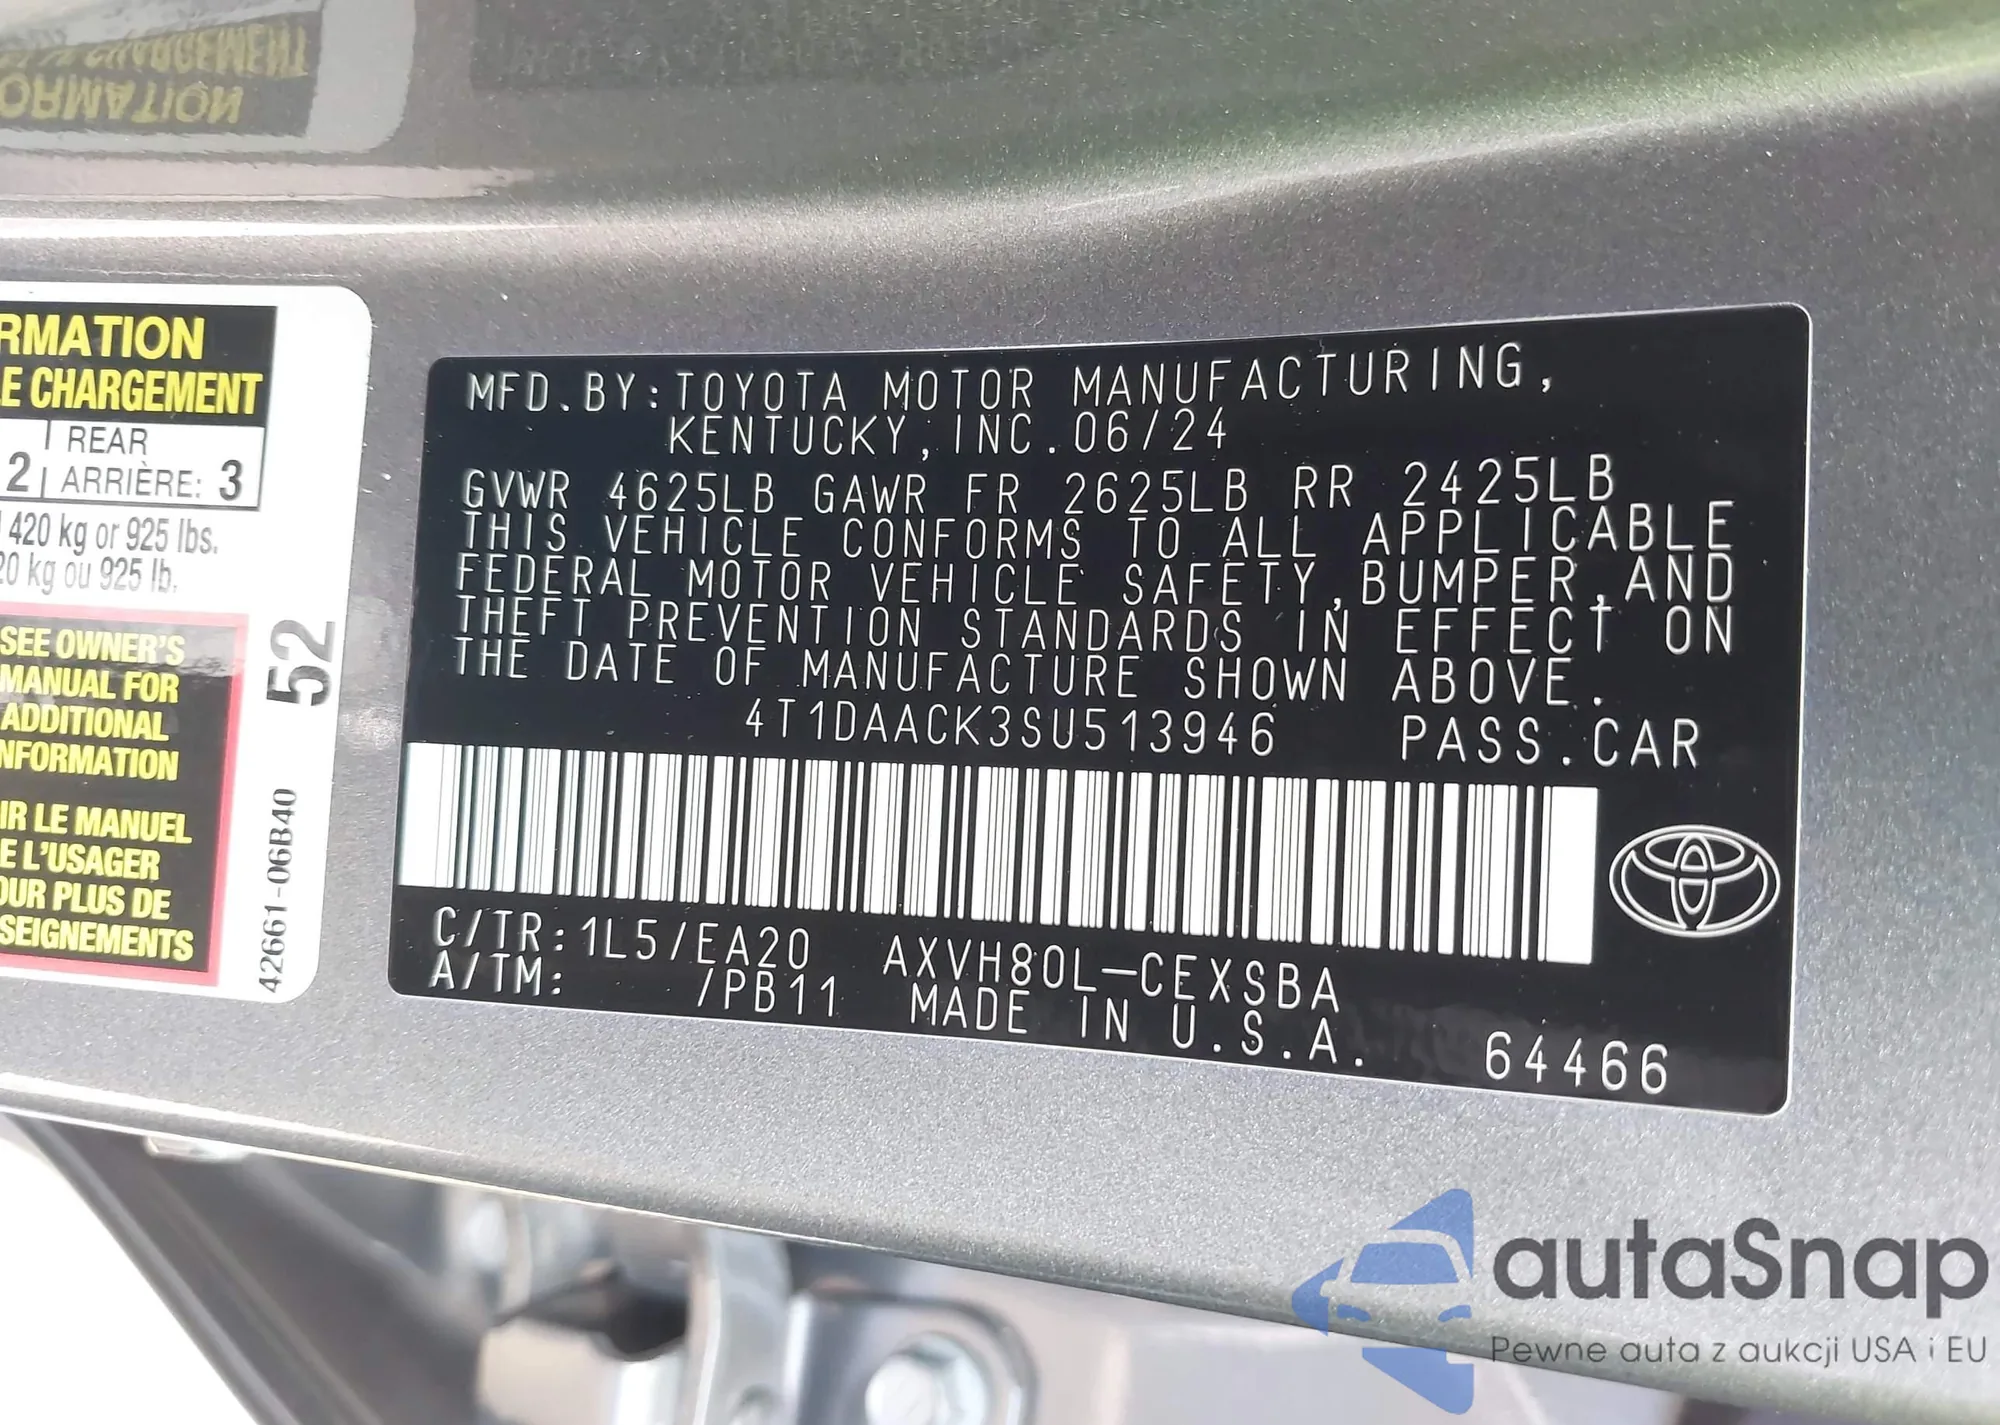 RMATION
E CHARGEMENT
2 REAR
ARRIÈRE: 3
420 kg or 925 lbs.
20 kg ou 925 lb.
SEE OWNER'S
MANUAL FOR
ADDITIONAL
NFORMATION
IR LE MANUEL
E L'USAGER
OUR PLUS DE
SEIGNEMENTS
52
42661-06B40
MFD. BY: TOYOTA MOTOR MANUFACTURING,
KENTUCKY, INC. 06/24
GVWR 4625LB GAWR FR 2625LB RR 2425LB
THIS VEHICLE CONFORMS TO ALL APPLICABLE
FEDERAL MOTOR VEHICLE SAFETY, BUMPER, AND
THEFT PREVENTION STANDARDS IN EFFECT ON
THE DATE OF MANUFACTURE SHOWN ABOVE.
4T1DAACK3SU513946 PASS. CAR
C/TR: 1L5/EA20 AXVH80L-CEXSBA
A/TM: /PB11 MADE IN U.S.A. 64466
autaSnap
Pewne auta z aukcji USA i EU